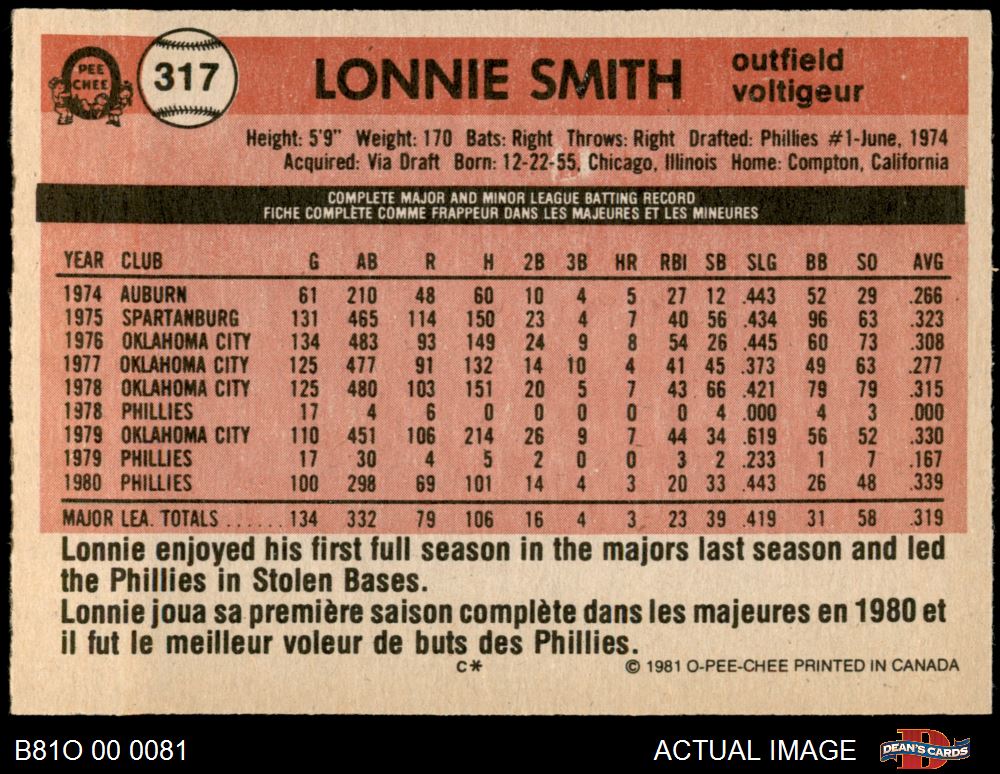 PEE
CHEE
317
LONNIE SMITH
outfield
voltigeur
Height: 5'9" Weight: 170 Bats: Right Throws: Right Drafted: Phillies #1-June, 1974
Acquired: Via Draft Born: 12-22-55, Chicago, Illinois Home: Compton, California
COMPLETE MAJOR AND MINOR LEAGUE BATTING RECORD
FICHE COMPLÈTE COMME FRAPPEUR DANS LES MAJEURES ET LES MINEURES
YEAR CLUB G AB R H 2B 3B HR RBI SB SLG BB SO AVG
1974 AUBURN 61 210 48 60 10 4 5 27 12 .443 52 29 .266
1975 SPARTANBURG 131 465 114 150 23 4 7 40 56 .434 96 63 .323
1976 OKLAHOMA CITY 134 483 93 149 24 9 8 54 26 .445 60 73 .308
1977 OKLAHOMA CITY 125 477 91 132 14 10 4 41 45 .373 49 63 .277
1978 OKLAHOMA CITY 125 480 103 151 20 5 7 43 66 .421 79 79 .315
1978 PHILLIES 17 4 6 0 0 0 0 0 4 .000 4 3 .000
1979 OKLAHOMA CITY 110 451 106 214 26 9 7 44 34 .619 56 52 .330
1979 PHILLIES 17 30 4 5 2 0 0 3 2 .233 1 7 .167
1980 PHILLIES 100 298 69 101 14 4 3 20 33 .443 26 48 .339
MAJOR LEA. TOTALS ...... 134 332 79 106 16 4 3 23 39 .419 31 58 .319
Lonnie enjoyed his first full season in the majors last season and led
the Phillies in Stolen Bases.
Lonnie joua sa première saison complète dans les majeures en 1980 et
il fut le meilleur voleur de buts des Phillies.
C* © 1981 O-PEE-CHEE PRINTED IN CANADA
B81O 00 0081 ACTUAL IMAGE DEAN'S CARDS